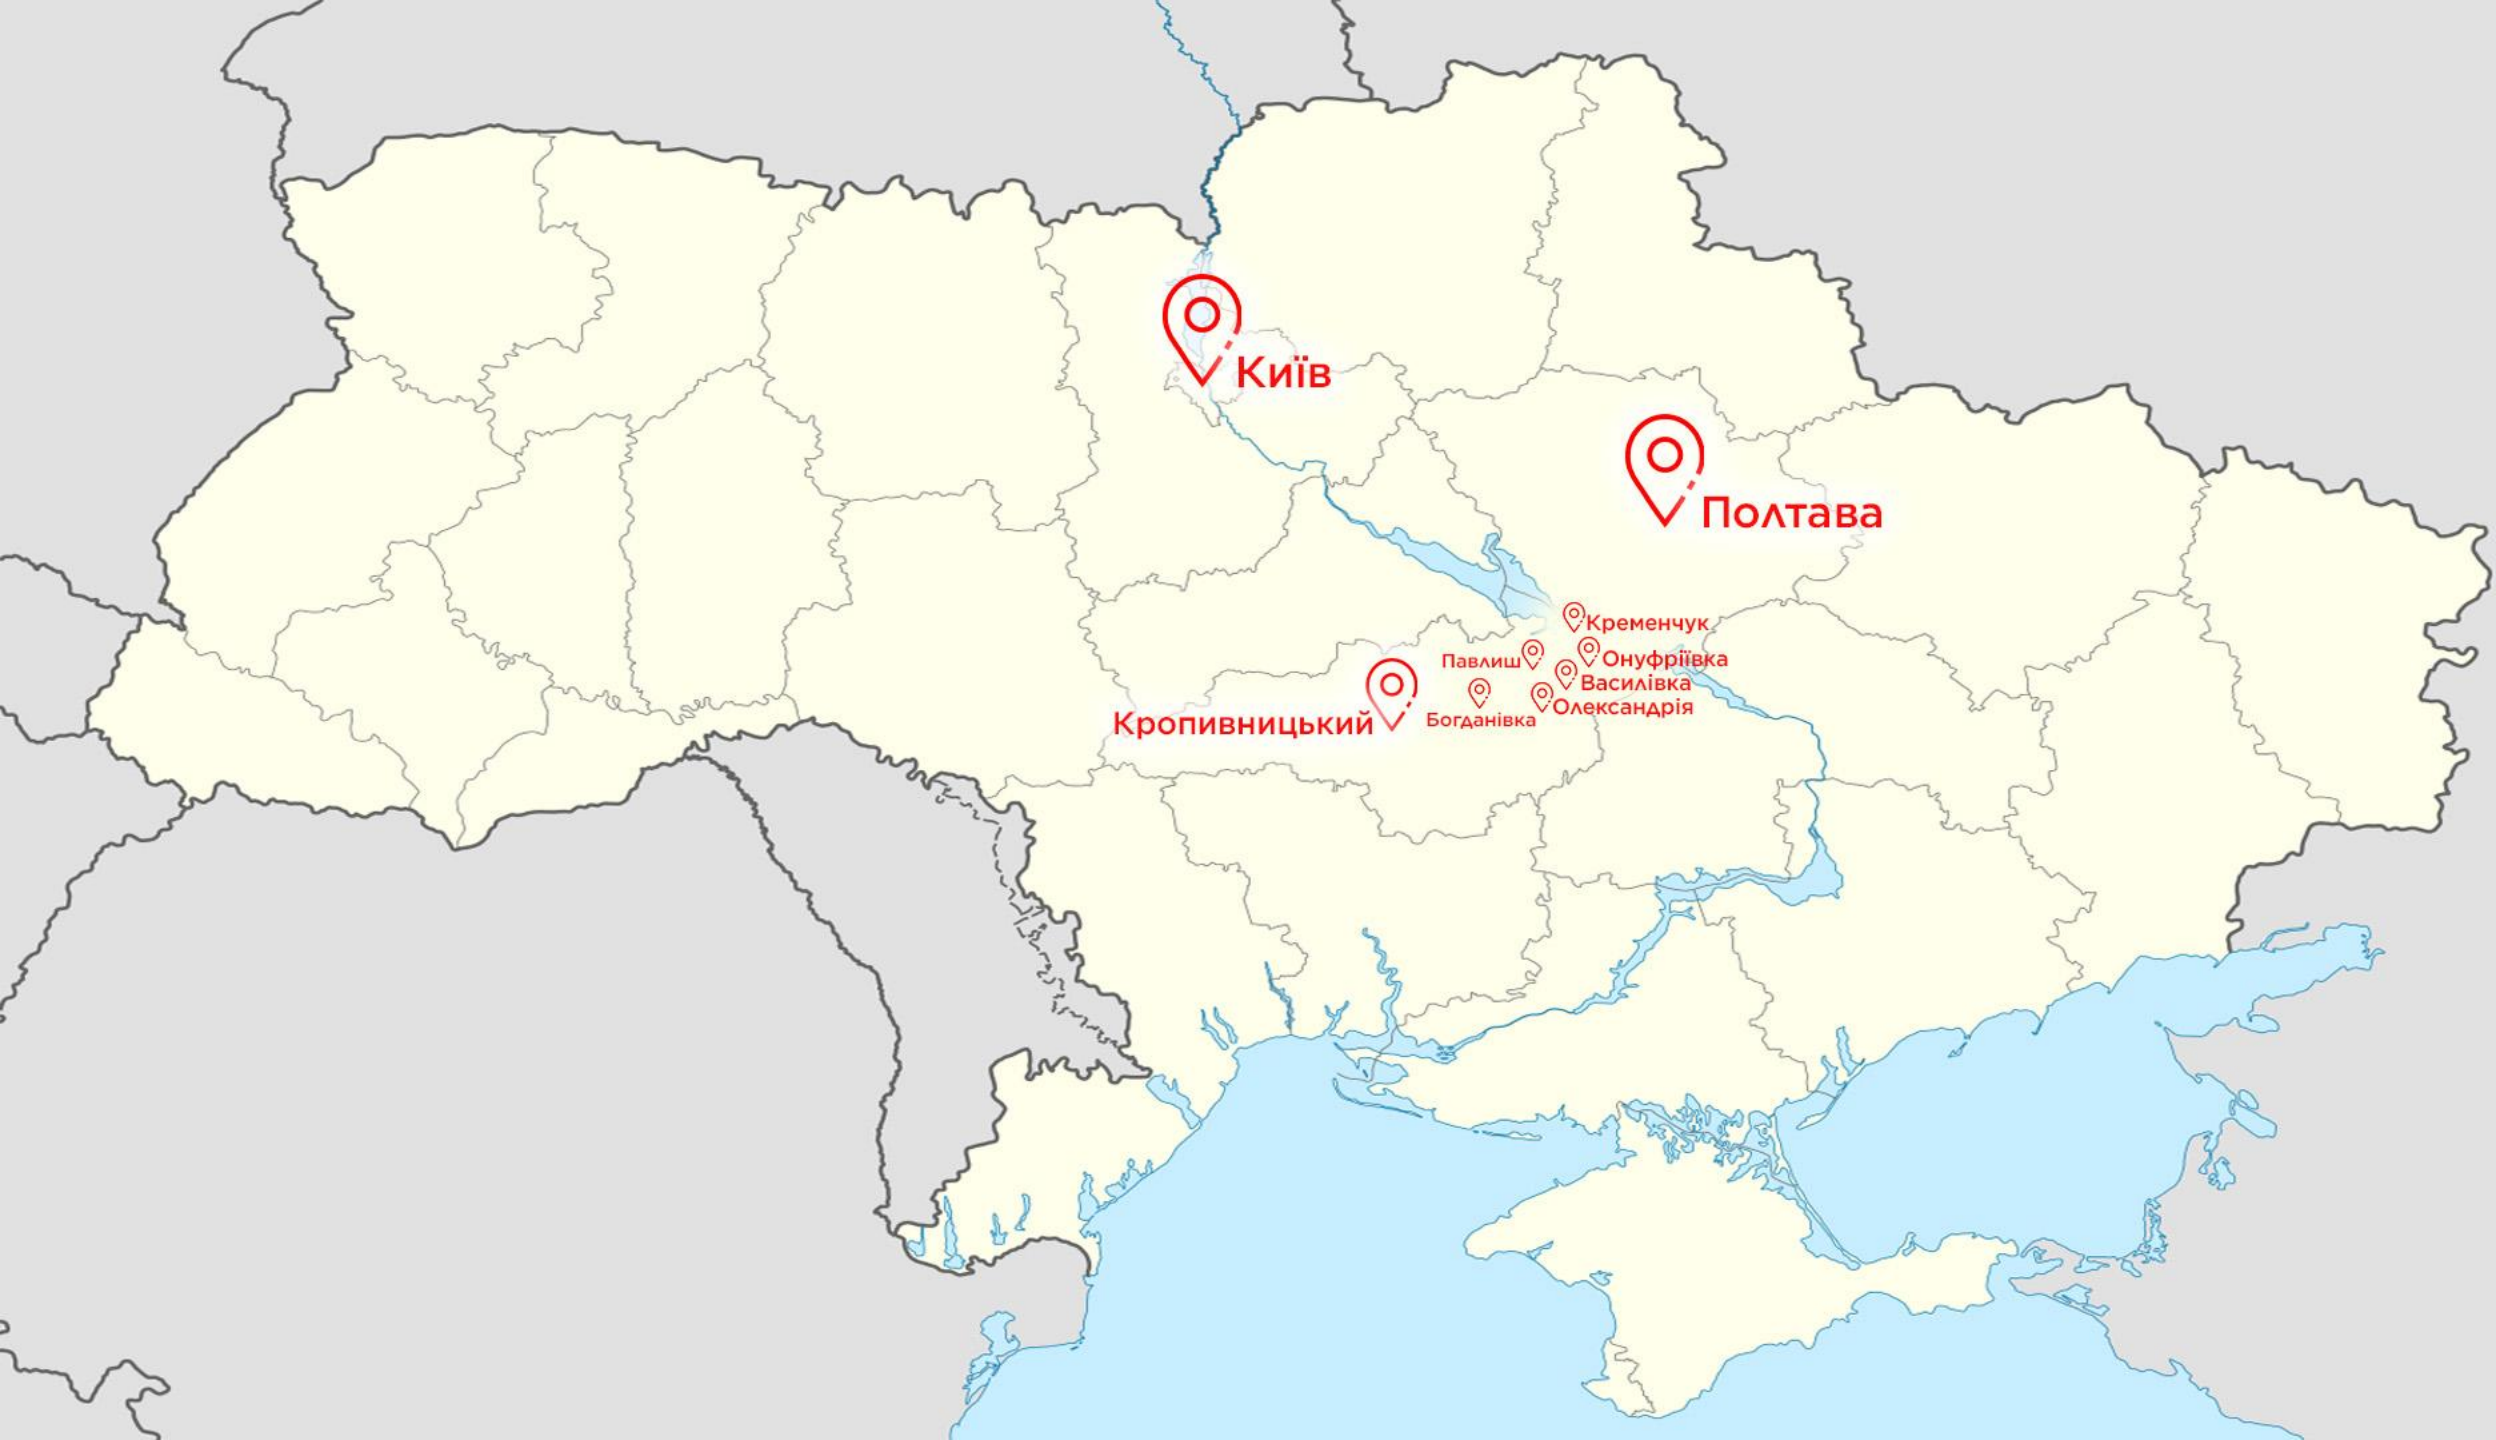 Київ
Полтава
Кременчук
Павлиш
Онуфріївка
Василівка
Олександрія
Богданівка
Кропивницький